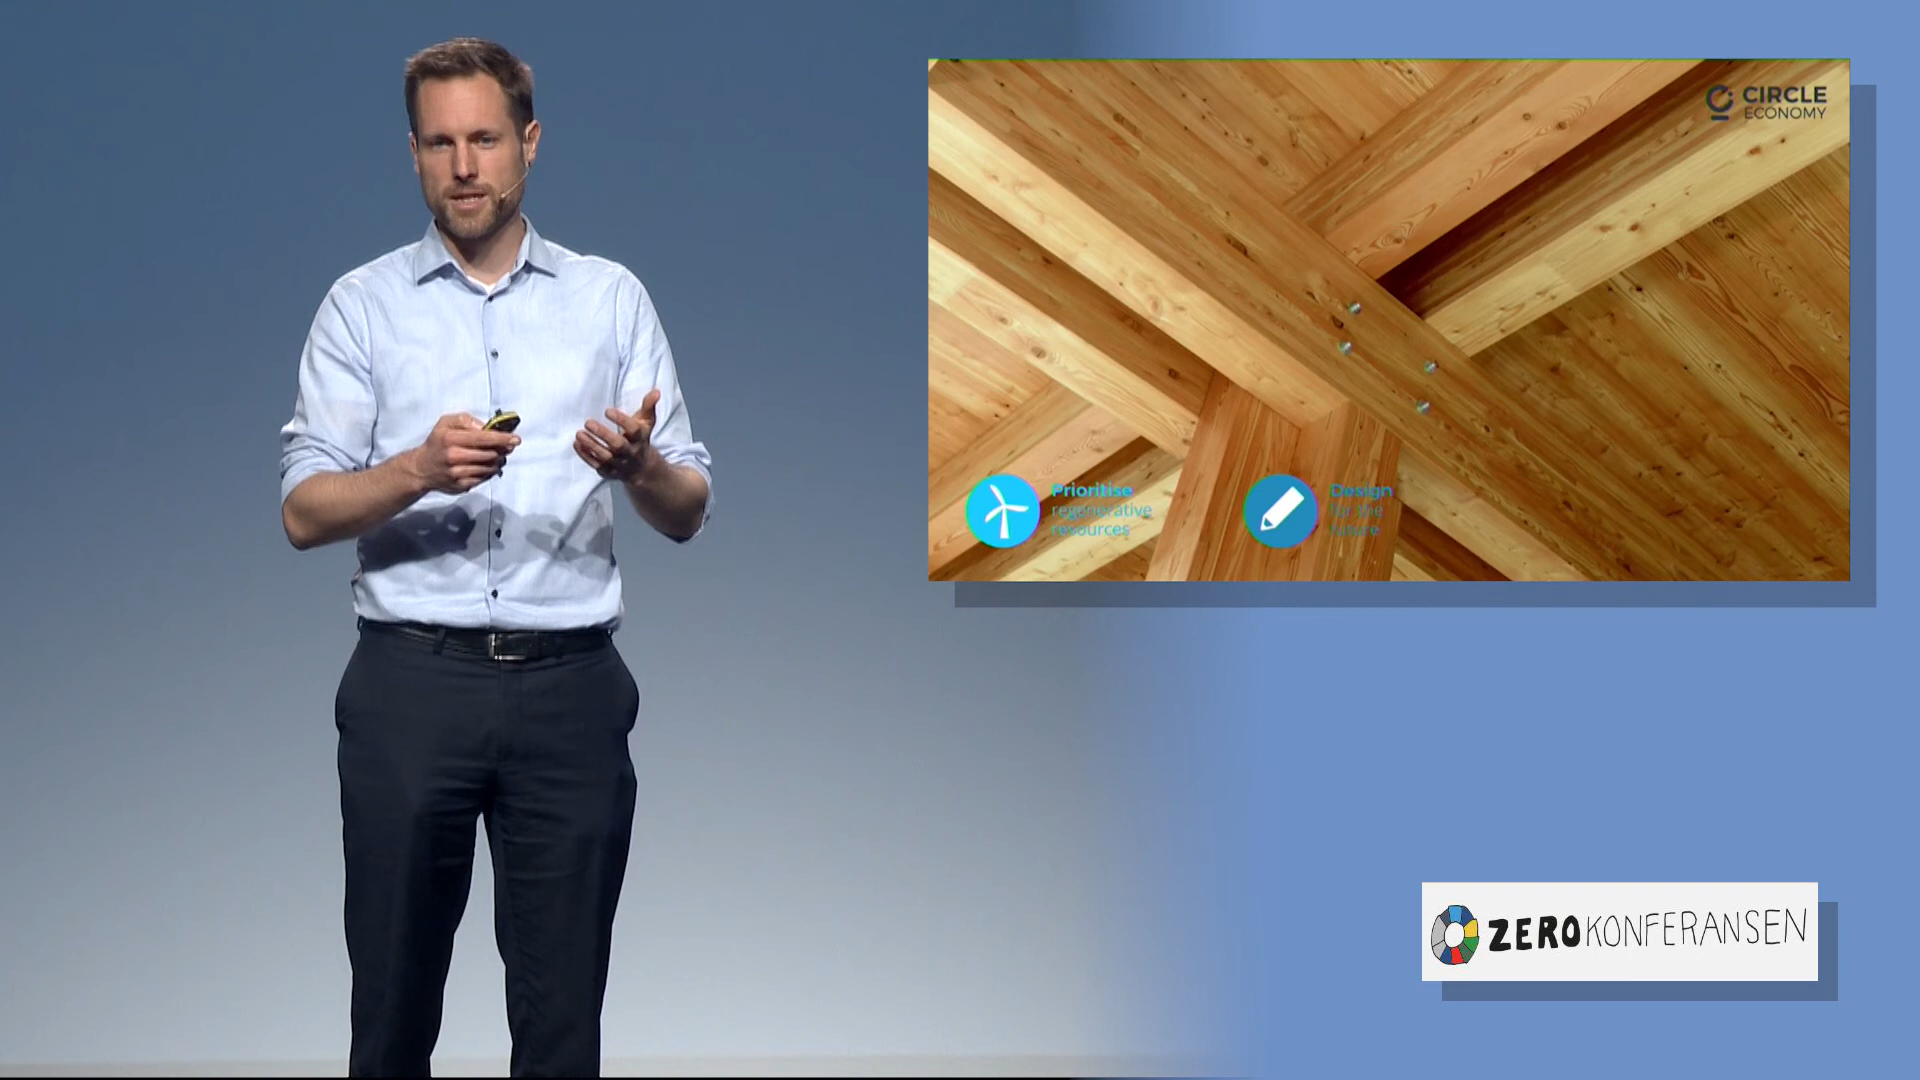 CIRCLE
ECONOMY
Prioritise
regenerative
resources
Design
for the
future
ZEROKONFERANSEN